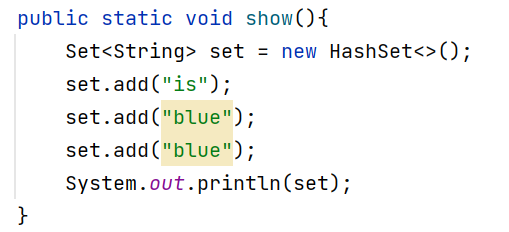 public static void show(){
    Set<String> set = new HashSet<>();
    set.add("is");
    set.add("blue");
    set.add("blue");
    System.out.println(set);
}